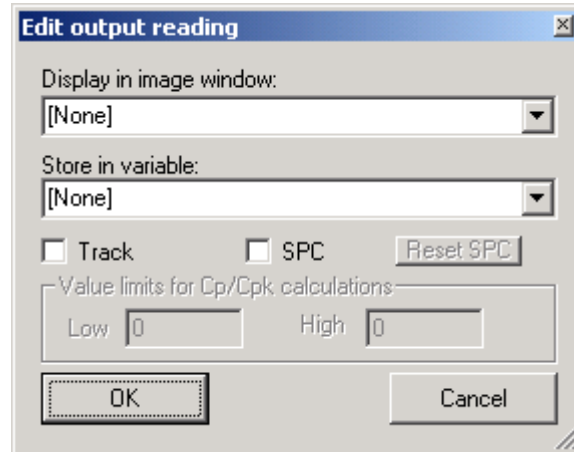 Edit output reading
Display in image window:
[None]
Store in variable:
[None]
Track SPC Reset SPC
Value limits for Cp/Cpk calculations
Low 0 High 0
OK Cancel